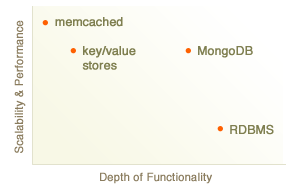 memcached
key/value
stores
MongoDB
RDBMS
Scalability & Performance
Depth of Functionality